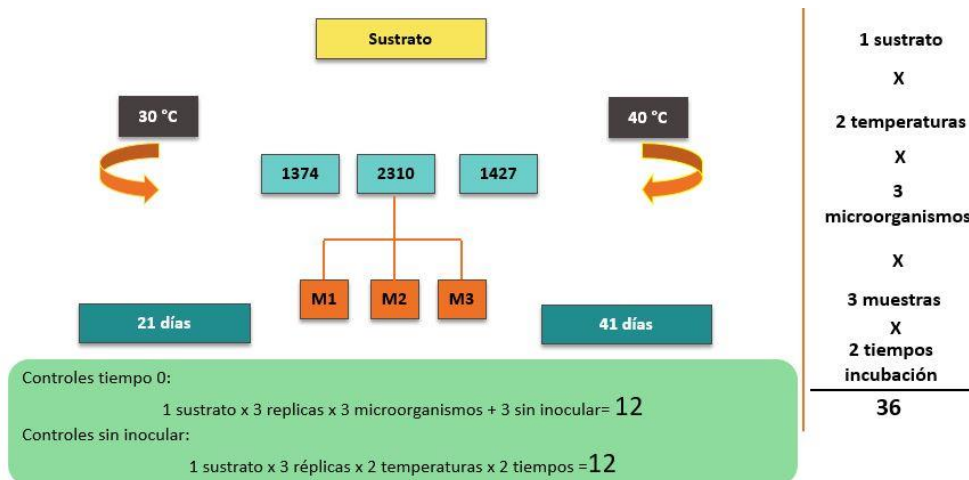 Sustrato
30 °C
40 °C
1374
2310
1427
M1
M2
M3
21 días
41 días
Controles tiempo 0:
1 sustrato x 3 replicas x 3 microorganismos + 3 sin inocular= 12
Controles sin inocular:
1 sustrato x 3 réplicas x 2 temperaturas x 2 tiempos =12
1 sustrato
X
2 temperaturas
X
3
microorganismos
X
3 muestras
X
2 tiempos
incubación
36